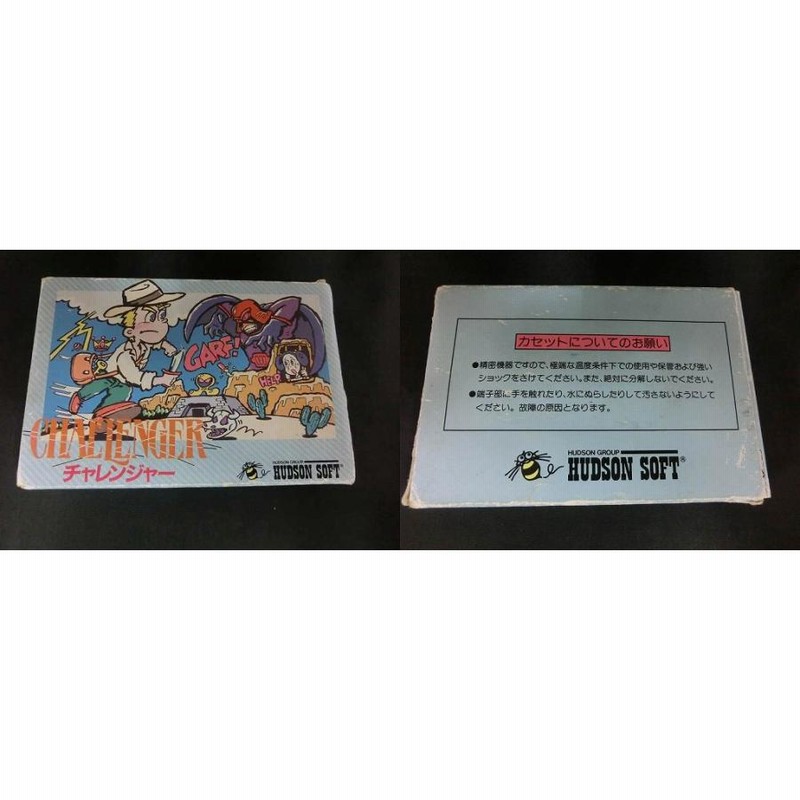 GARF!
HELP
CHALLENGER
チャレンジャー
HUDSON GROUP
HUDSON SOFT
カセットについてのお願い
●精密機器ですので、極端な温度条件下での使用や保管および強い
ショックをさけてください。また、絶対に分解しないでください。
●端子部に手を触れたり、水にぬらしたりして汚さないようにして
ください。故障の原因となります。
HUDSON GROUP
HUDSON SOFT®